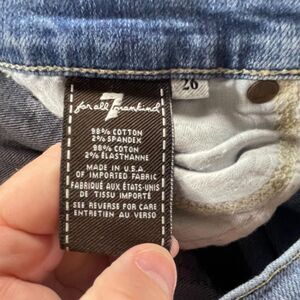 7
for all mankind
26
98% COTTON
2% SPANDEX
98% COTON
2% ÉLASTHANNE
MADE IN U.S.A.
OF IMPORTED FABRIC
FABRIQUÉ AUX ÉTATS-UNIS
DE TISSU IMPORTÉ
SEE REVERSE FOR CARE
ENTRETIEN AU VERSO